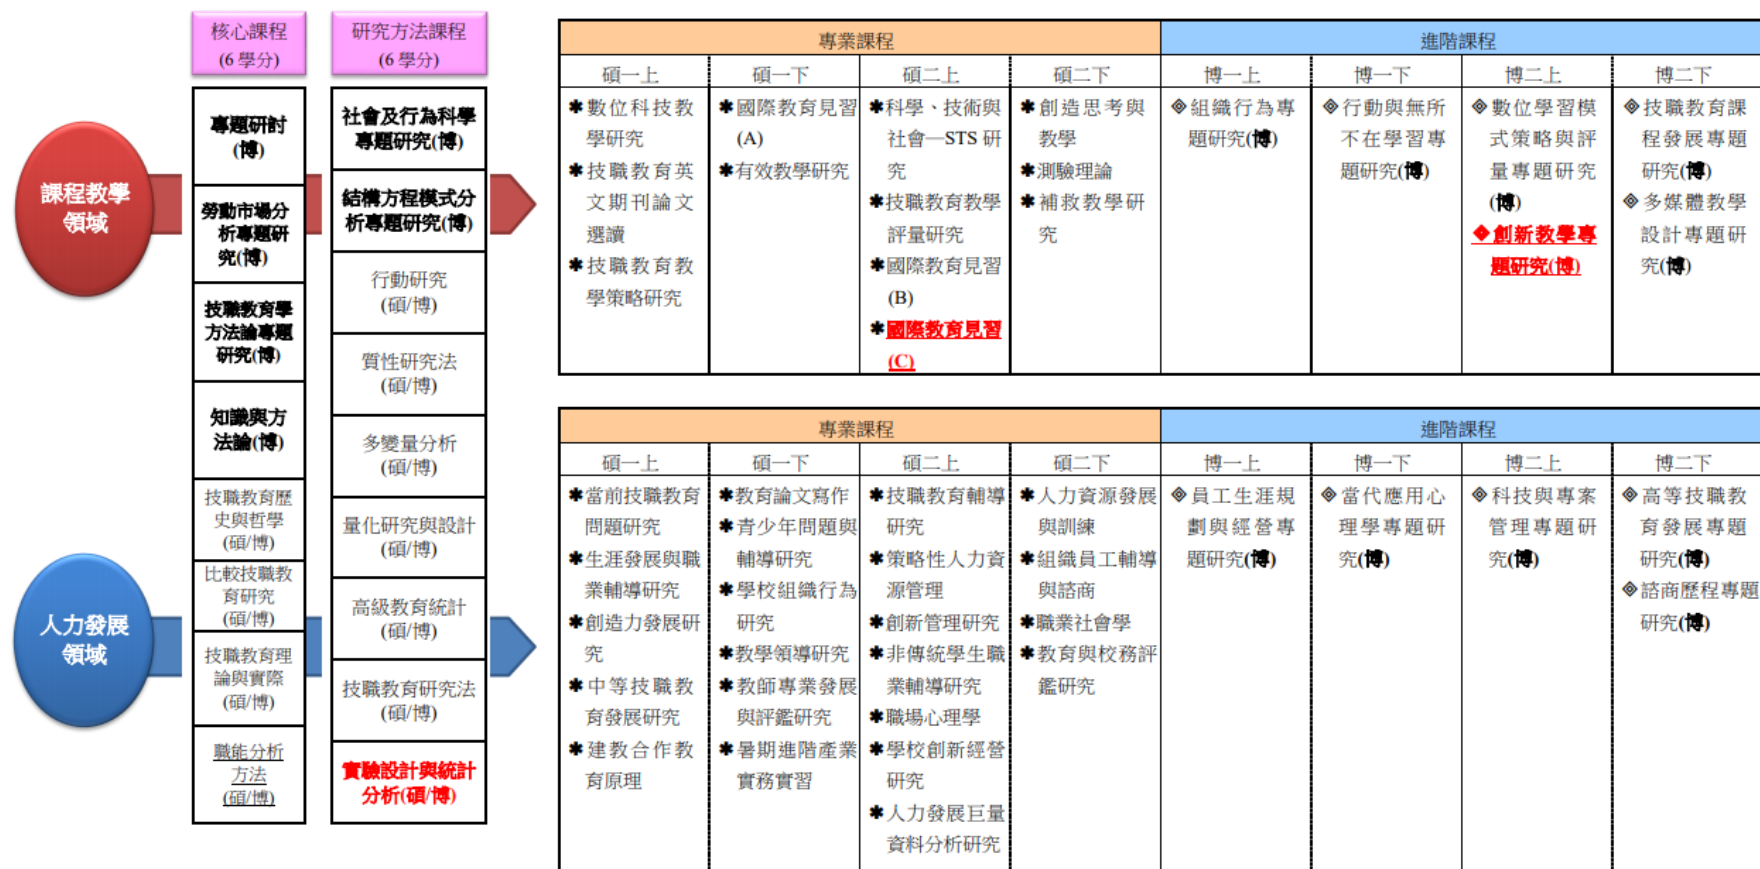 課程教學
領域
人力發展
領域
核心課程
(6 學分)
專題研討
(博)
勞動市場分
析專題研
究(博)
技職教育學
方法論專題
研究(博)
知識與方
法論(博)
技職教育歷
史與哲學
(碩/博)
比較技職教
育研究
(碩/博)
技職教育理
論與實際
(碩/博)
職能分析
方法
(碩/博)
研究方法課程
(6 學分)
社會及行為科學
專題研究(博)
結構方程模式分
析專題研究(博)
行動研究
(碩/博)
質性研究法
(碩/博)
多變量分析
(碩/博)
量化研究與設計
(碩/博)
高級教育統計
(碩/博)
技職教育研究法
(碩/博)
實驗設計與統計
分析(碩/博)
專業課程
進階課程
碩一上
碩一下
碩二上
碩二下
博一上
博一下
博二上
博二下
✱數位科技教
學研究
✱技職教育英
文期刊論文
選讀
✱技職教育教
學策略研究
✱國際教育見習
(A)
✱有效教學研究
✱科學、技術與
社會—STS 研
究
✱技職教育教學
評量研究
✱國際教育見習
(B)
✱國際教育見習
(C)
✱創造思考與
教學
✱測驗理論
✱補救教學研
究
◈組織行為專
題研究(博)
◈行動與無所
不在學習專
題研究(博)
◈數位學習模
式策略與評
量專題研究
(博)
◈創新教學專
題研究(博)
◈技職教育課
程發展專題
研究(博)
◈多媒體教學
設計專題研
究(博)
專業課程
進階課程
碩一上
碩一下
碩二上
碩二下
博一上
博一下
博二上
博二下
✱當前技職教育
問題研究
✱生涯發展與職
業輔導研究
✱創造力發展研
究
✱中等技職教
育發展研究
✱建教合作教
育原理
✱教育論文寫作
✱青少年問題與
輔導研究
✱學校組織行為
研究
✱教學領導研究
✱教師專業發展
與評鑑研究
✱暑期進階產業
實務實習
✱技職教育輔導
研究
✱策略性人力資
源管理
✱創新管理研究
✱非傳統學生職
業輔導研究
✱職場心理學
✱學校創新經營
研究
✱人力發展巨量
資料分析研究
✱人力資源發展
與訓練
✱組織員工輔導
與諮商
✱職業社會學
✱教育與校務評
鑑研究
◈員工生涯規
劃與經營專
題研究(博)
◈當代應用心
理學專題研
究(博)
◈科技與專案
管理專題研
究(博)
◈高等技職教
育發展專題
研究(博)
◈諮商歷程專題
研究(博)